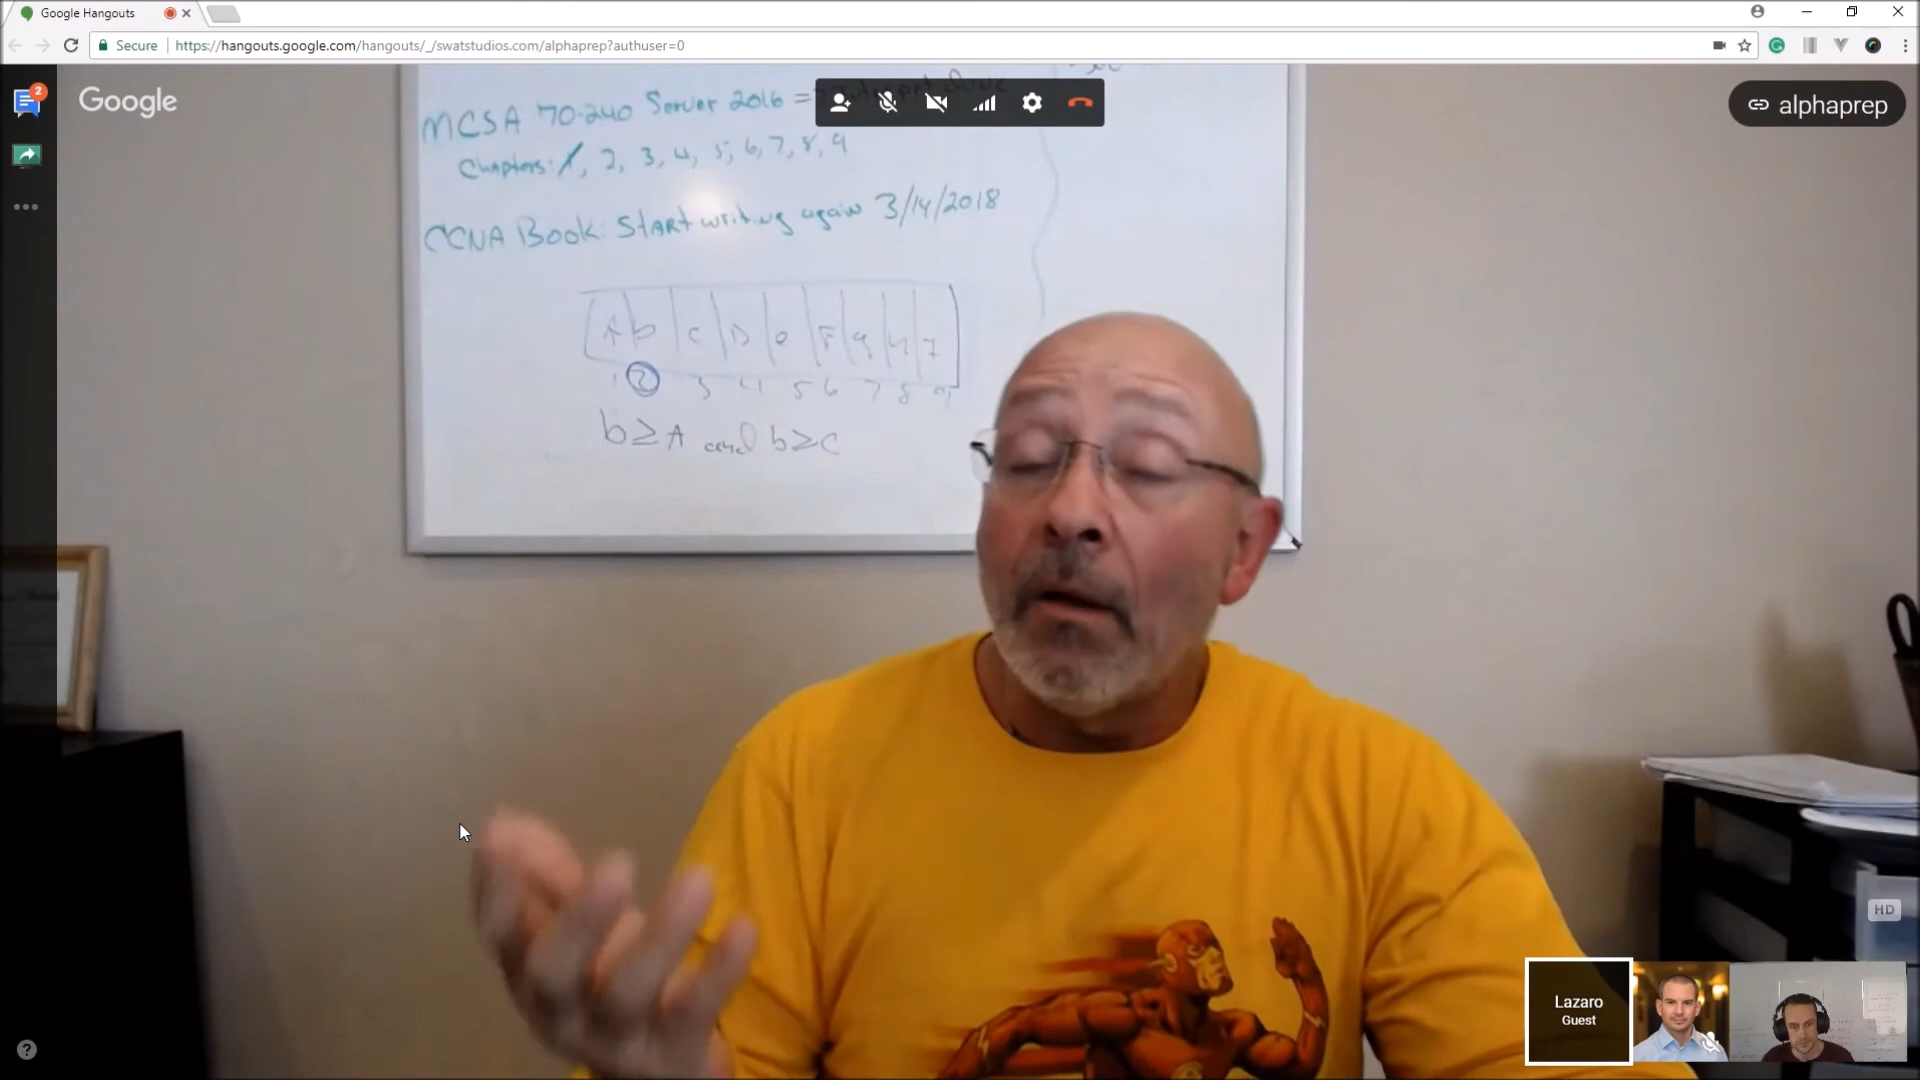 Google Hangouts
Secure https://hangouts.google.com/hangouts/_/swatstudios.com/alphaprep?authuser=0
2
Google
alphaprep
MCSA 70-240 Server 2016 =
Chapters: 1, 2, 3, 4, 5, 6, 7, 8, 9
CCNA Book: Start writing again 3/14/2018
A b C D e F g H I
1 2 3 4 5 6 7 8 9
b ≥ A and b ≥ C
HD
Lazaro
Guest